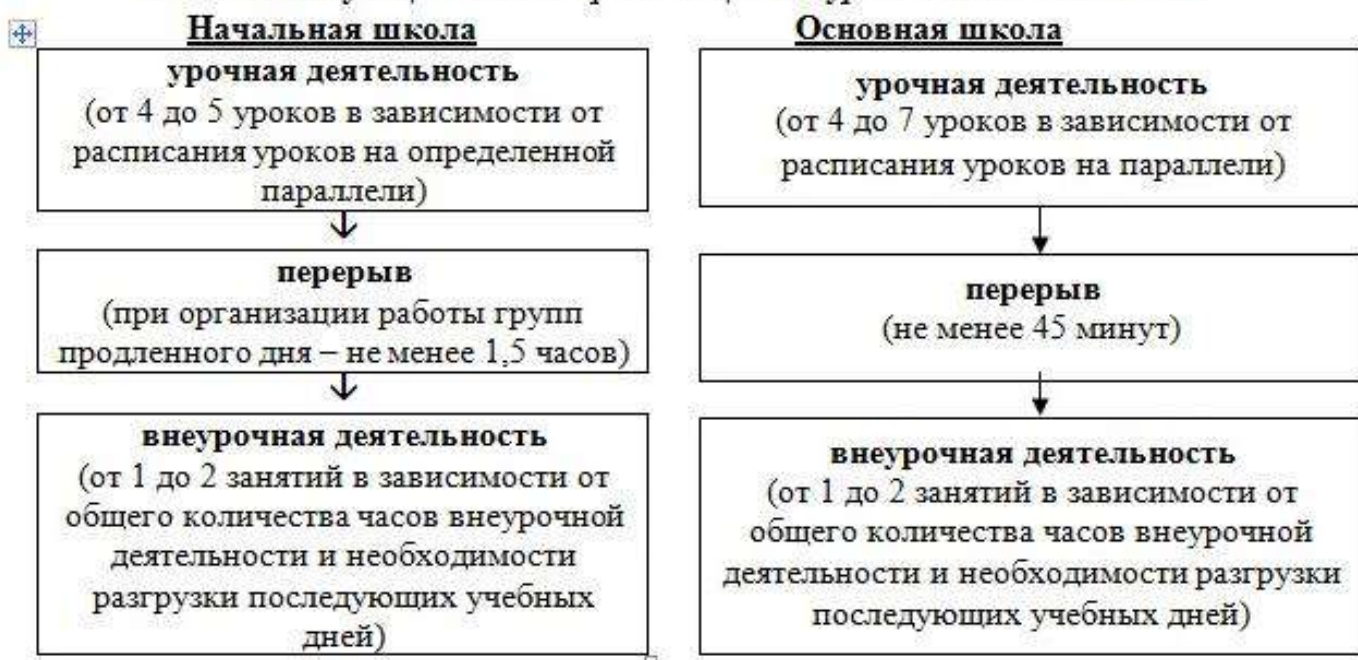 Начальная школа
урочная деятельность
(от 4 до 5 уроков в зависимости от
расписания уроков на определенной
параллели)
перерыв
(при организации работы групп
продленного дня – не менее 1,5 часов)
внеурочная деятельность
(от 1 до 2 занятий в зависимости от
общего количества часов внеурочной
деятельности и необходимости
разгрузки последующих учебных
дней)
Основная школа
урочная деятельность
(от 4 до 7 уроков в зависимости от
расписания уроков на параллели)
перерыв
(не менее 45 минут)
внеурочная деятельность
(от 1 до 2 занятий в зависимости от
общего количества часов внеурочной
деятельности и необходимости разгрузки
последующих учебных дней)